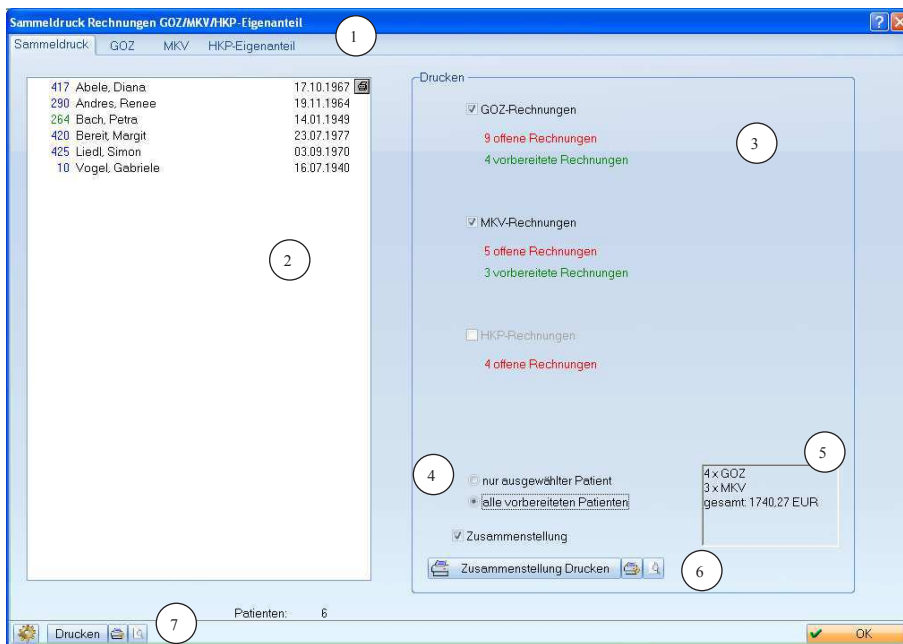 Sammeldruck Rechnungen GOZ/MKV/HKP-Eigenanteil
Sammeldruck GOZ MKV HKP-Eigenanteil 1
417 Abele, Diana 17.10.1967
290 Andres, Renee 19.11.1964
264 Bach, Petra 14.01.1949
420 Bereit, Margit 23.07.1977
425 Liedl, Simon 03.09.1970
10 Vogel, Gabriele 16.07.1940
2
Drucken
GOZ-Rechnungen
9 offene Rechnungen
4 vorbereitete Rechnungen
3
MKV-Rechnungen
5 offene Rechnungen
3 vorbereitete Rechnungen
HKP-Rechnungen
4 offene Rechnungen
4
nur ausgewählter Patient
alle vorbereiteten Patienten
5
4 x GOZ
3 x MKV
gesamt: 1740,27 EUR
Zusammenstellung
Zusammenstellung Drucken
6
Patienten: 6
Drucken
7
OK